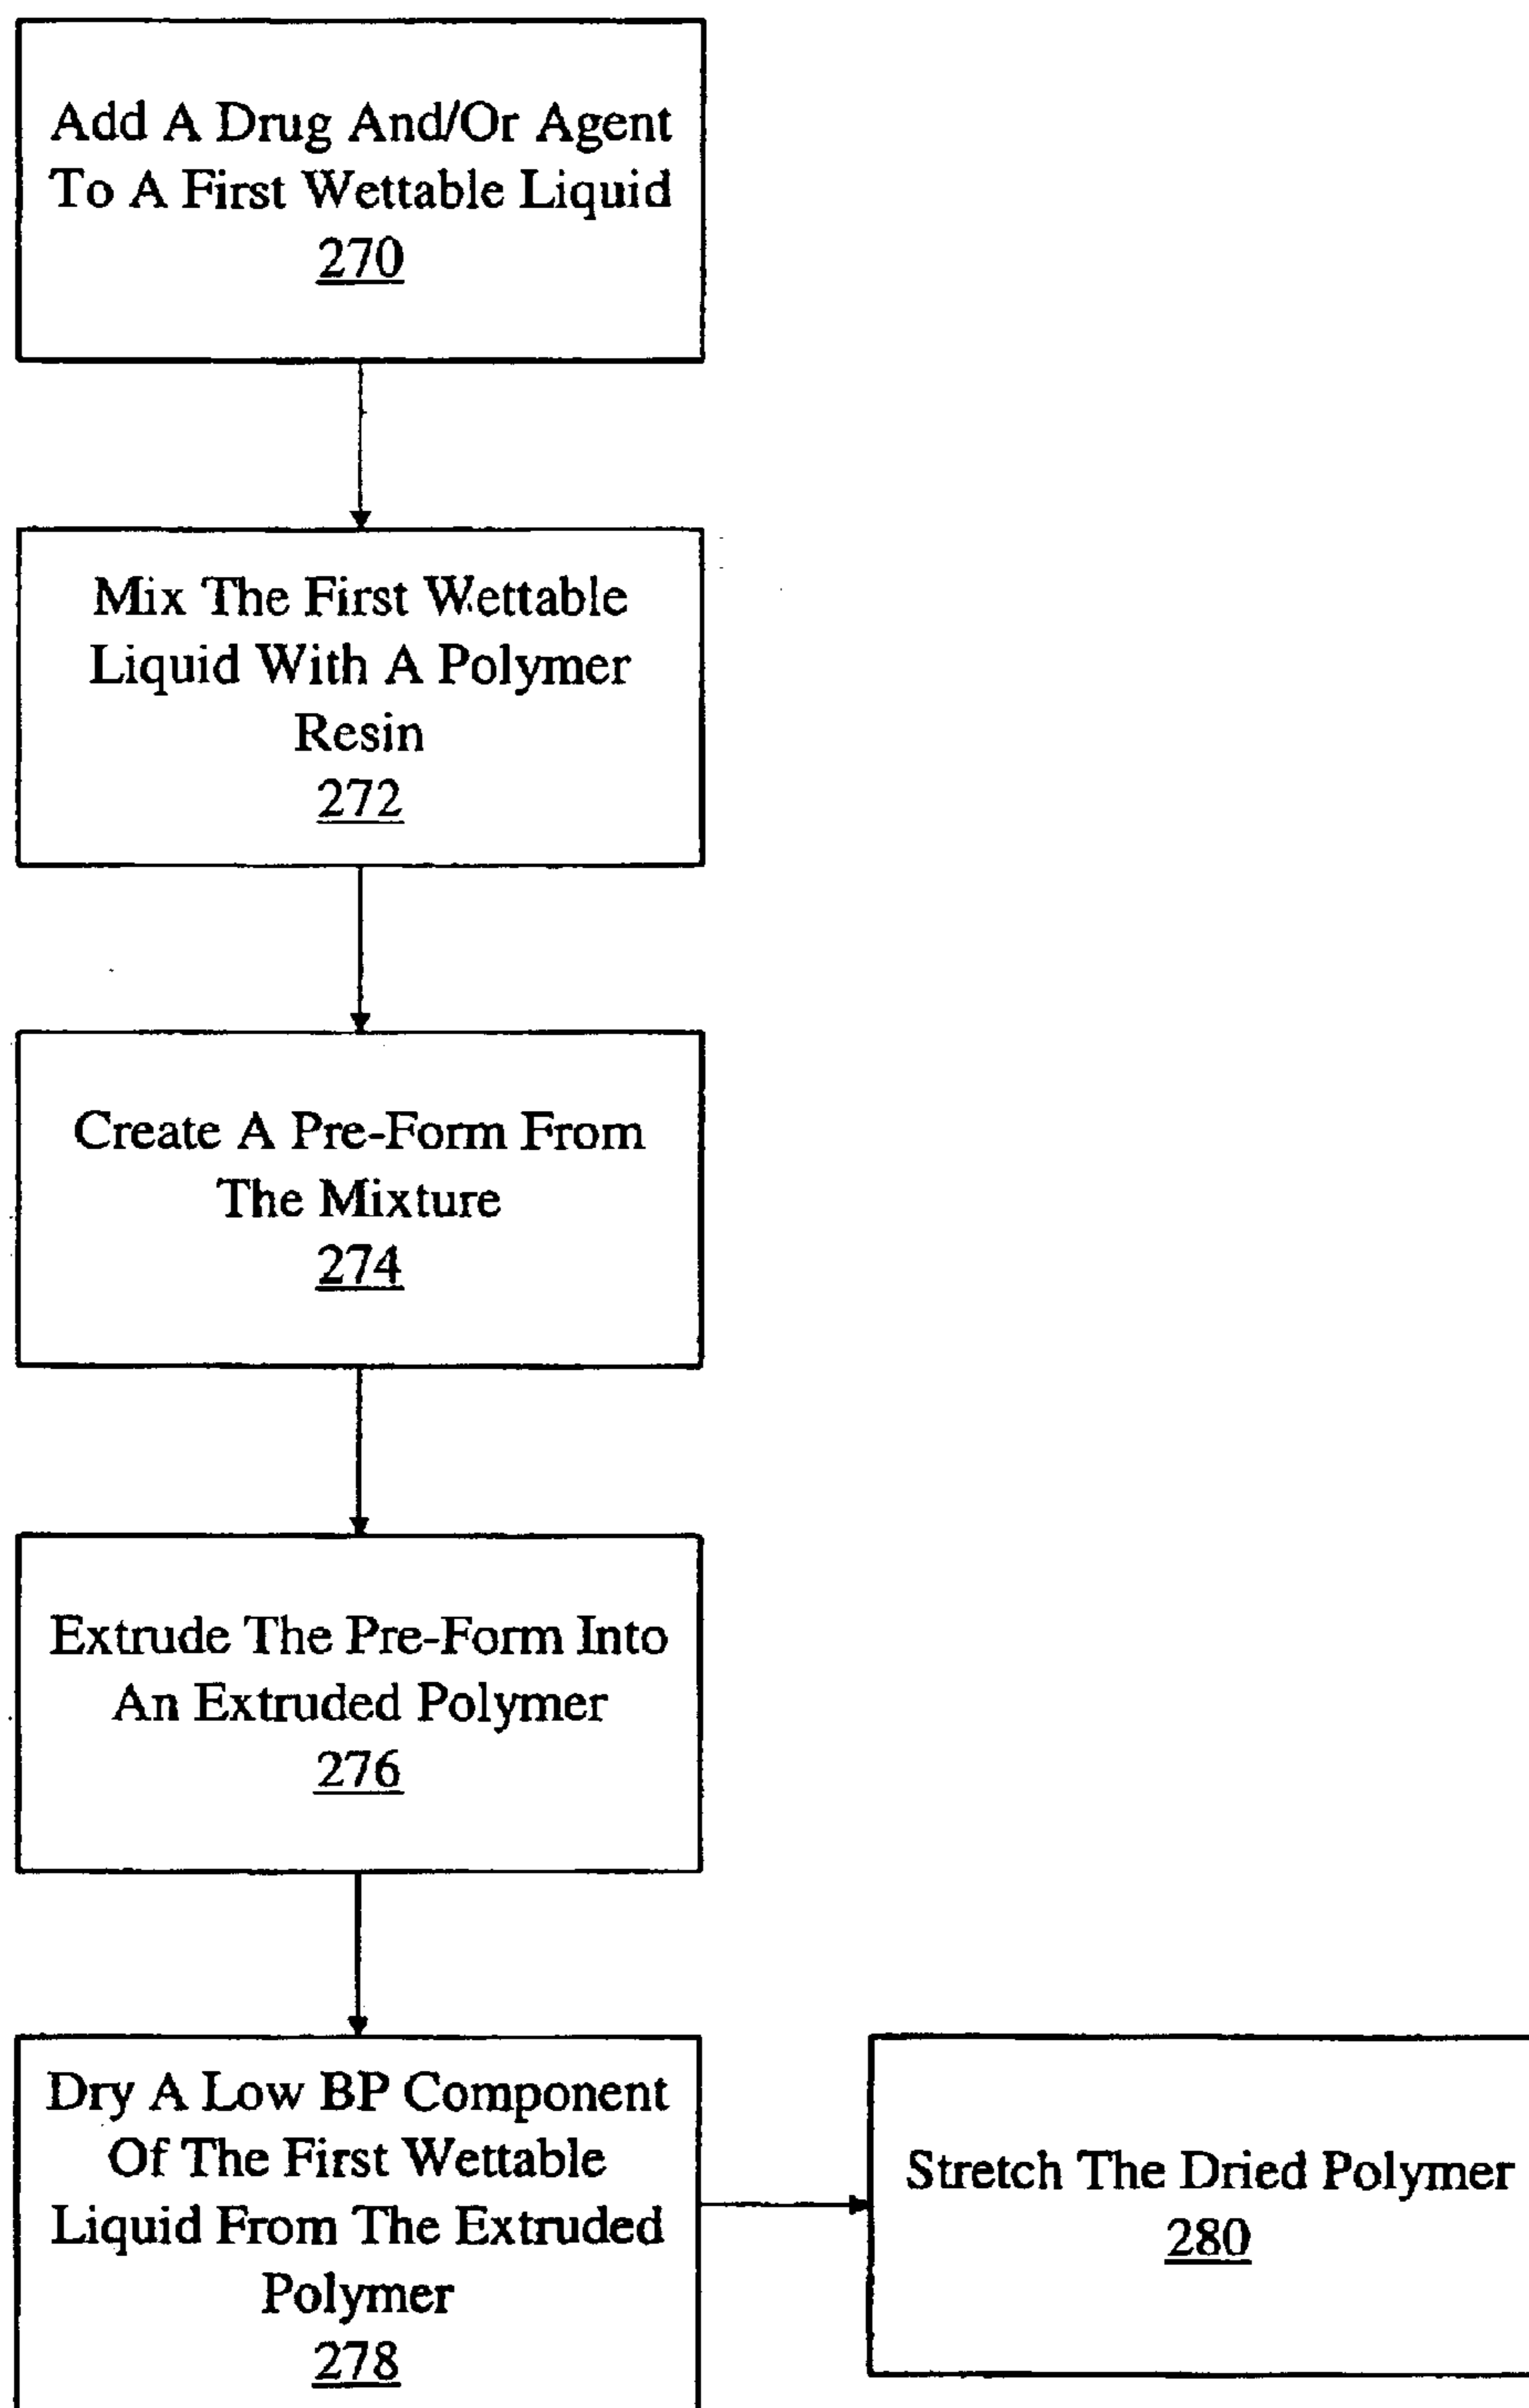 Add A Drug And/Or Agent
To A First Wettable Liquid
270
Mix The First Wettable
Liquid With A Polymer
Resin
272
Create A Pre-Form From
The Mixture
274
Extrude The Pre-Form Into
An Extruded Polymer
276
Dry A Low BP Component
Of The First Wettable
Liquid From The Extruded
Polymer
278
Stretch The Dried Polymer
280